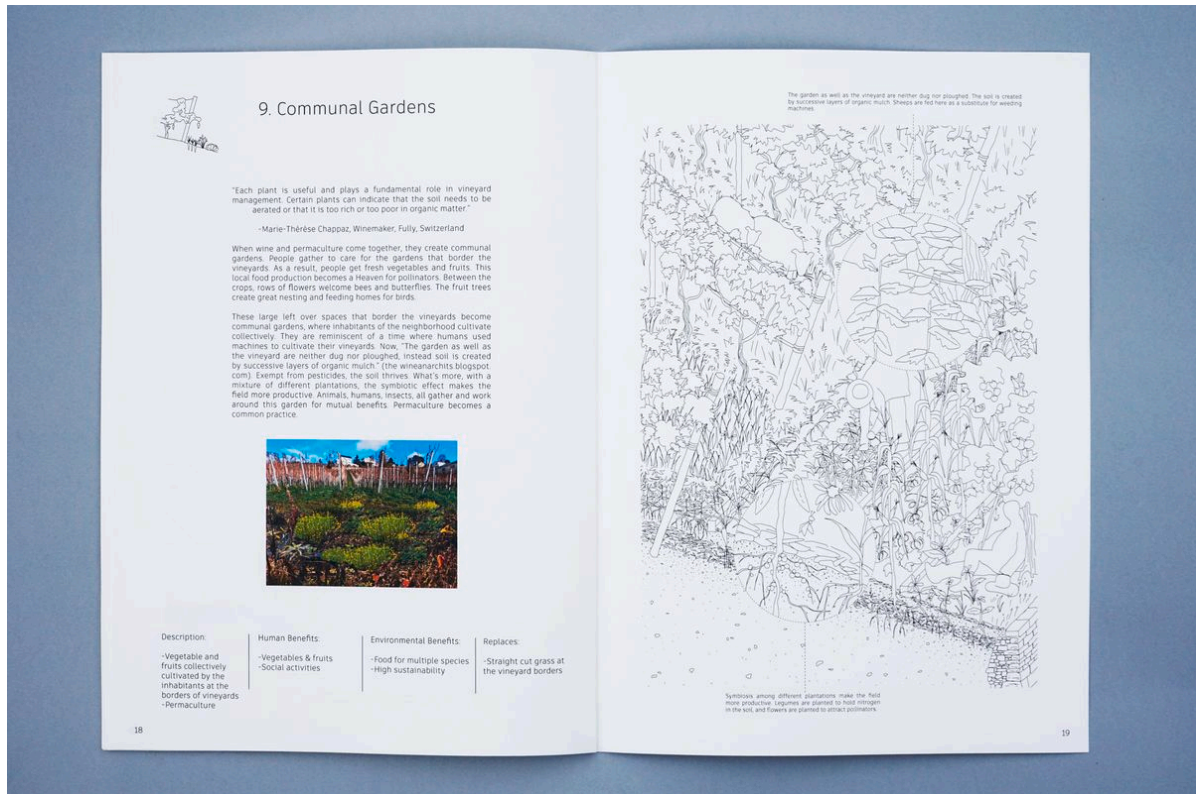 9. Communal Gardens
"Each plant is useful and plays a fundamental role in vineyard
management. Certain plants can indicate that the soil needs to be
aerated or that it is too rich or too poor in organic matter."
-Marie-Thérèse Chappaz, Winemaker, Fully, Switzerland
When wine and permaculture come together, they create communal
gardens. People gather to care for the gardens that border the
vineyards. As a result, people get fresh vegetables and fruits. This
local food production becomes a Heaven for pollinators. Between the
crops, rows of flowers welcome bees and butterflies. The fruit trees
create great nesting and feeding homes for birds.
These large left over spaces that border the vineyards become
communal gardens, where inhabitants of the neighborhood cultivate
collectively. They are reminiscent of a time where humans used
machines to cultivate their vineyards. Now, "The garden as well as
the vineyard are neither dug nor ploughed, instead soil is created
by successive layers of organic mulch." (the wineanarchits.blogspot.
com). Exempt from pesticides, the soil thrives. What's more, with a
mixture of different plantations, the symbiotic effect makes the
field more productive. Animals, humans, insects, all gather and work
around this garden for mutual benefits. Permaculture becomes a
common practice.
Description:
-Vegetable and
fruits collectively
cultivated by the
inhabitants at the
borders of vineyards
-Permaculture
Human Benefits:
-Vegetables & fruits
-Social activities
Environmental Benefits:
-Food for multiple species
-High sustainability
Replaces:
-Straight cut grass at
the vineyard borders
18
The garden as well as the vineyard are neither dug nor ploughed. The soil is created
by successive layers of organic mulch. Sheeps are fed here as a substitute for weeding
machines.
Symbiosis among different plantations make the field
more productive. Legumes are planted to hold nitrogen
in the soil, and flowers are planted to attract pollinators.
19